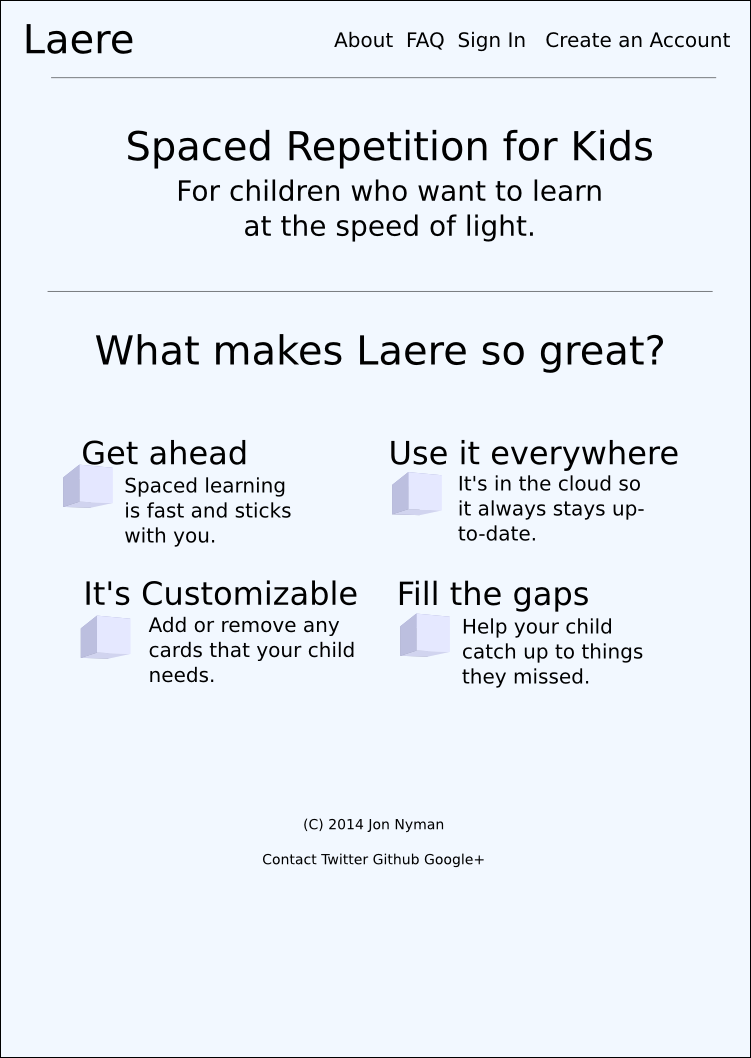 Laere
About FAQ Sign In Create an Account
Spaced Repetition for Kids
For children who want to learn
at the speed of light.
What makes Laere so great?
Get ahead
Spaced learning
is fast and sticks
with you.
Use it everywhere
It's in the cloud so
it always stays up-
to-date.
It's Customizable
Add or remove any
cards that your child
needs.
Fill the gaps
Help your child
catch up to things
they missed.
(C) 2014 Jon Nyman
Contact Twitter Github Google+